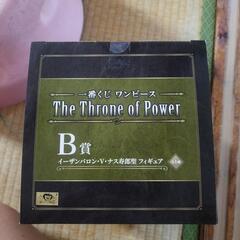 一番くじ ワンピース
The Throne of Power
B賞
イーザンバロン・V・ナス寿郎聖 フィギュア